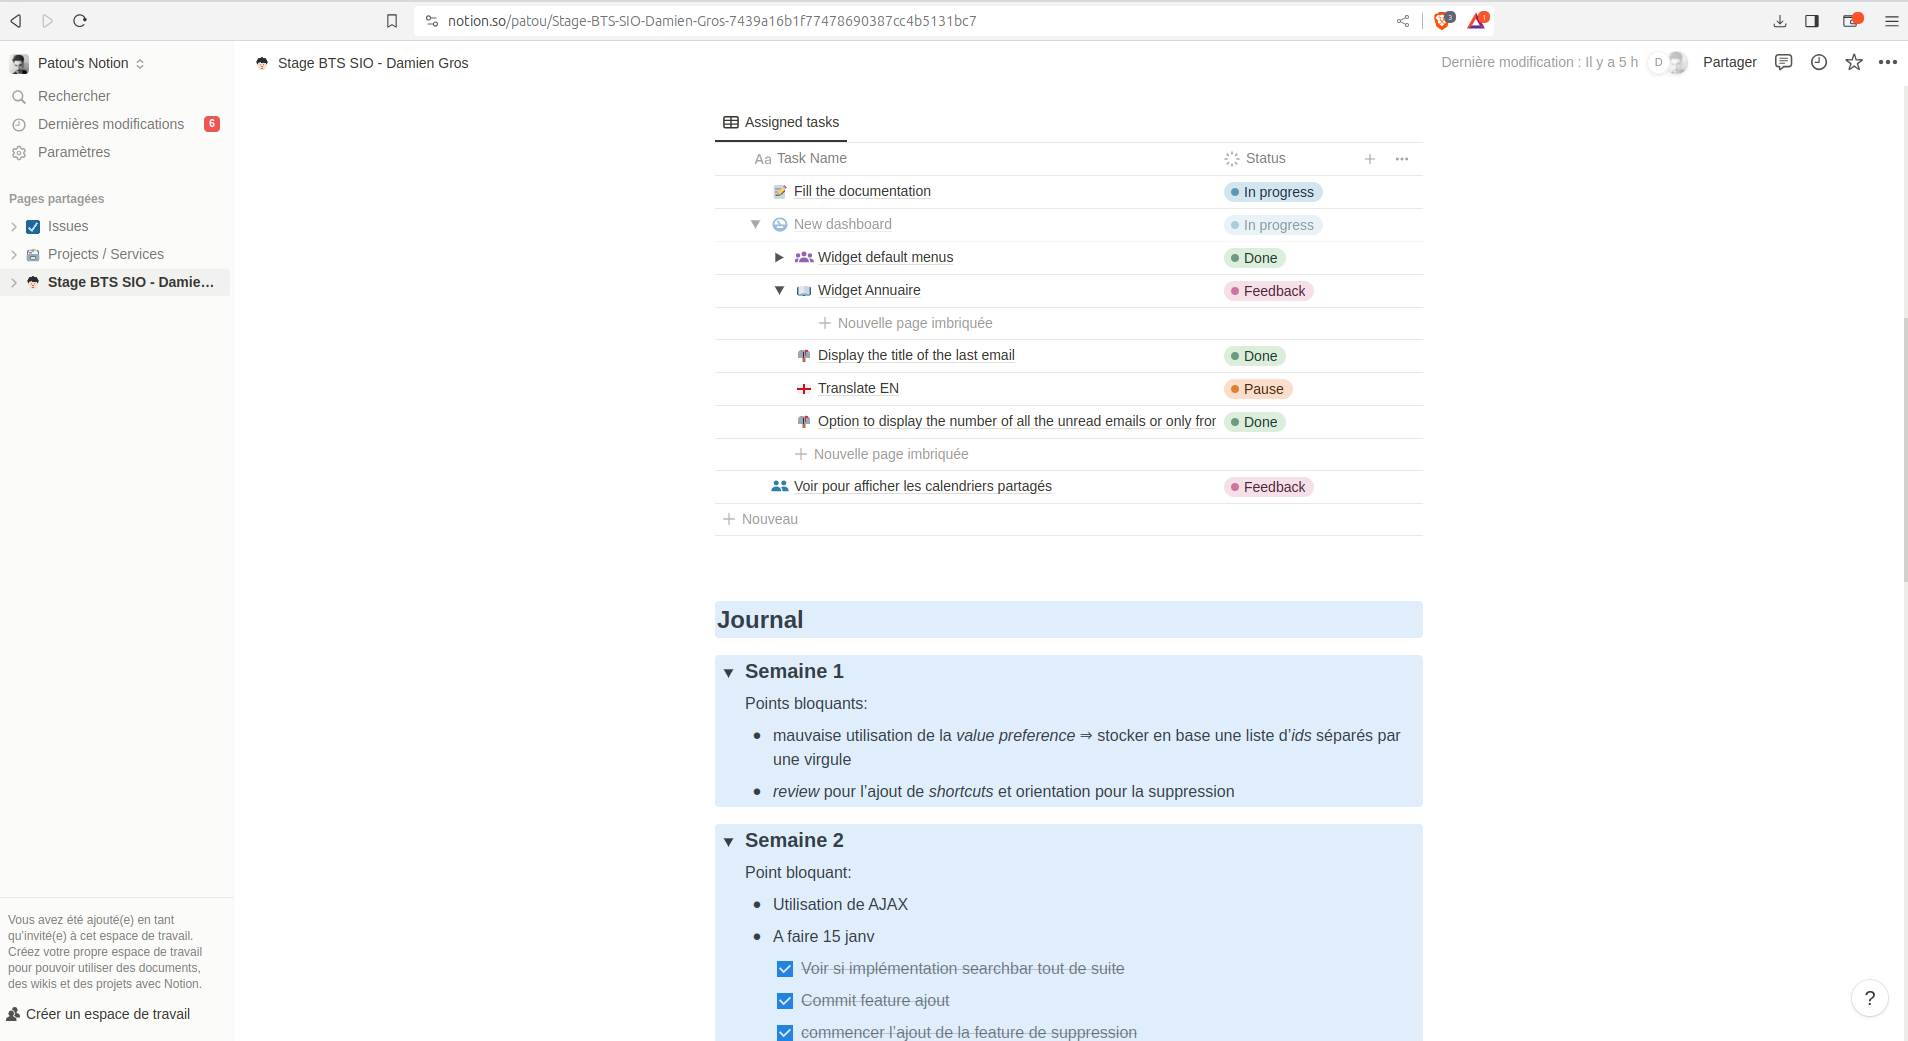 notion.so/patou/Stage-BTS-SIO-Damien-Gros-7439a16b1f77478690387cc4b5131bc7
3
1
Patou's Notion
Stage BTS SIO - Damien Gros
Dernière modification : Il y a 5 h
D
Partager
Rechercher
Dernières modifications
6
Paramètres
Pages partagées
Issues
Projects / Services
Stage BTS SIO - Damie...
Assigned tasks
Aa Task Name
Status
Fill the documentation
In progress
New dashboard
In progress
Widget default menus
Done
Widget Annuaire
Feedback
Nouvelle page imbriquée
Display the title of the last email
Done
Translate EN
Pause
Option to display the number of all the unread emails or only fror
Done
Nouvelle page imbriquée
Voir pour afficher les calendriers partagés
Feedback
Nouveau
Journal
Semaine 1
Points bloquants:
mauvaise utilisation de la value preference ⇒ stocker en base une liste d'ids séparés par
une virgule
review pour l'ajout de shortcuts et orientation pour la suppression
Semaine 2
Point bloquant:
Utilisation de AJAX
A faire 15 janv
Voir si implémentation searchbar tout de suite
Commit feature ajout
commencer l'ajout de la feature de suppression
Vous avez été ajouté(e) en tant
qu'invité(e) à cet espace de travail.
Créez votre propre espace de travail
pour pouvoir utiliser des documents,
des wikis et des projets avec Notion.
Créer un espace de travail
?